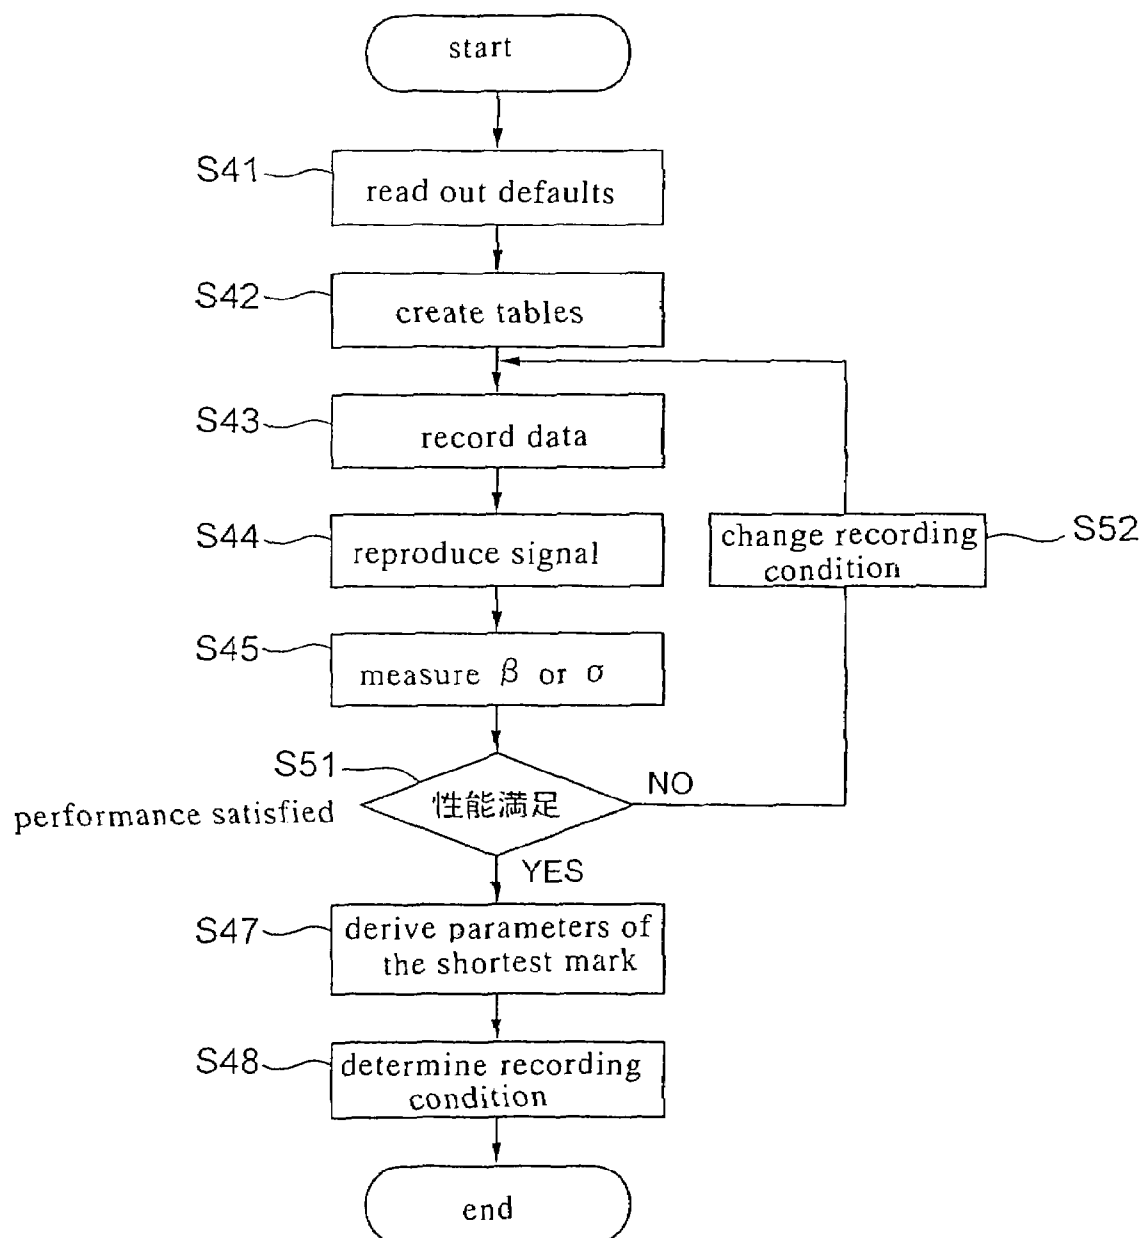 start
S41
read out defaults
S42
create tables
S43
record data
S44
reproduce signal
change recording
condition
S52
S45
measure β or σ
S51
performance satisfied
性能満足
NO
YES
S47
derive parameters of
the shortest mark
S48
determine recording
condition
end